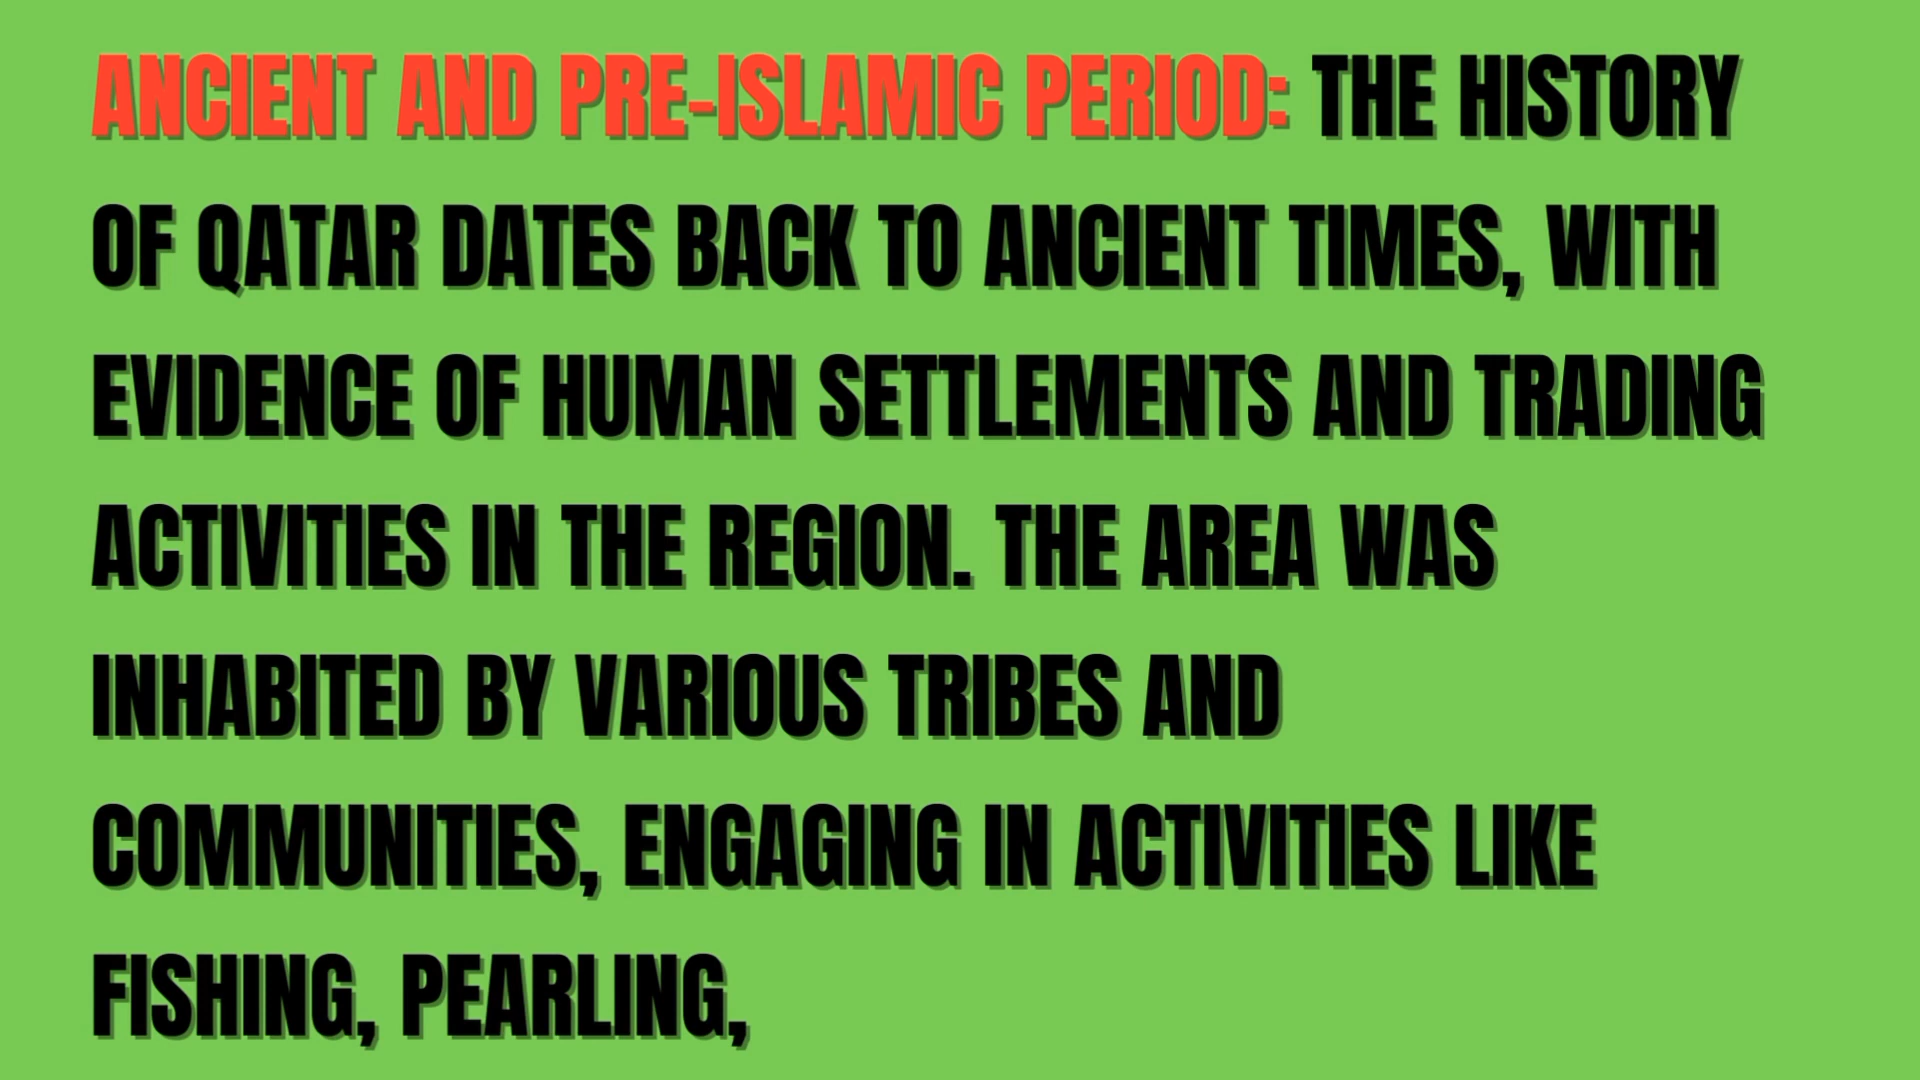 ANCIENT AND PRE-ISLAMIC PERIOD: THE HISTORY
OF QATAR DATES BACK TO ANCIENT TIMES, WITH
EVIDENCE OF HUMAN SETTLEMENTS AND TRADING
ACTIVITIES IN THE REGION. THE AREA WAS
INHABITED BY VARIOUS TRIBES AND
COMMUNITIES, ENGAGING IN ACTIVITIES LIKE
FISHING, PEARLING,